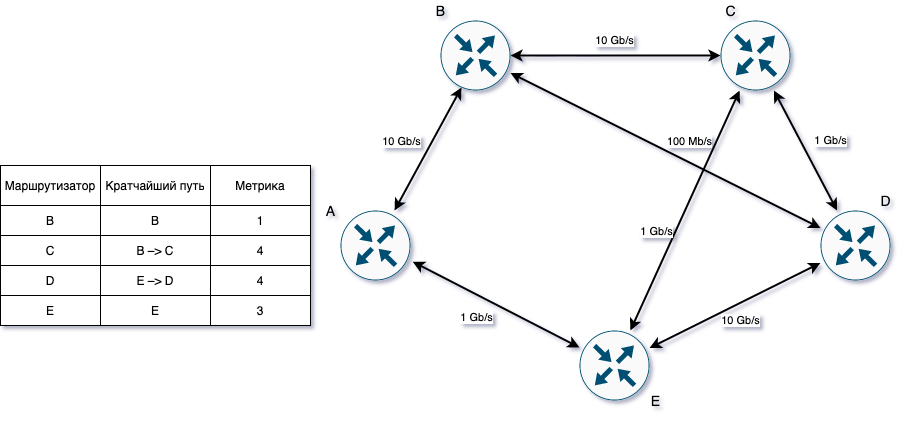 B
C
10 Gb/s
10 Gb/s
100 Mb/s
1 Gb/s
Маршрутизатор Кратчайший путь Метрика
B B 1
C B –> C 4
D E –> D 4
E E 3
A
D
1 Gb/s
1 Gb/s
10 Gb/s
E